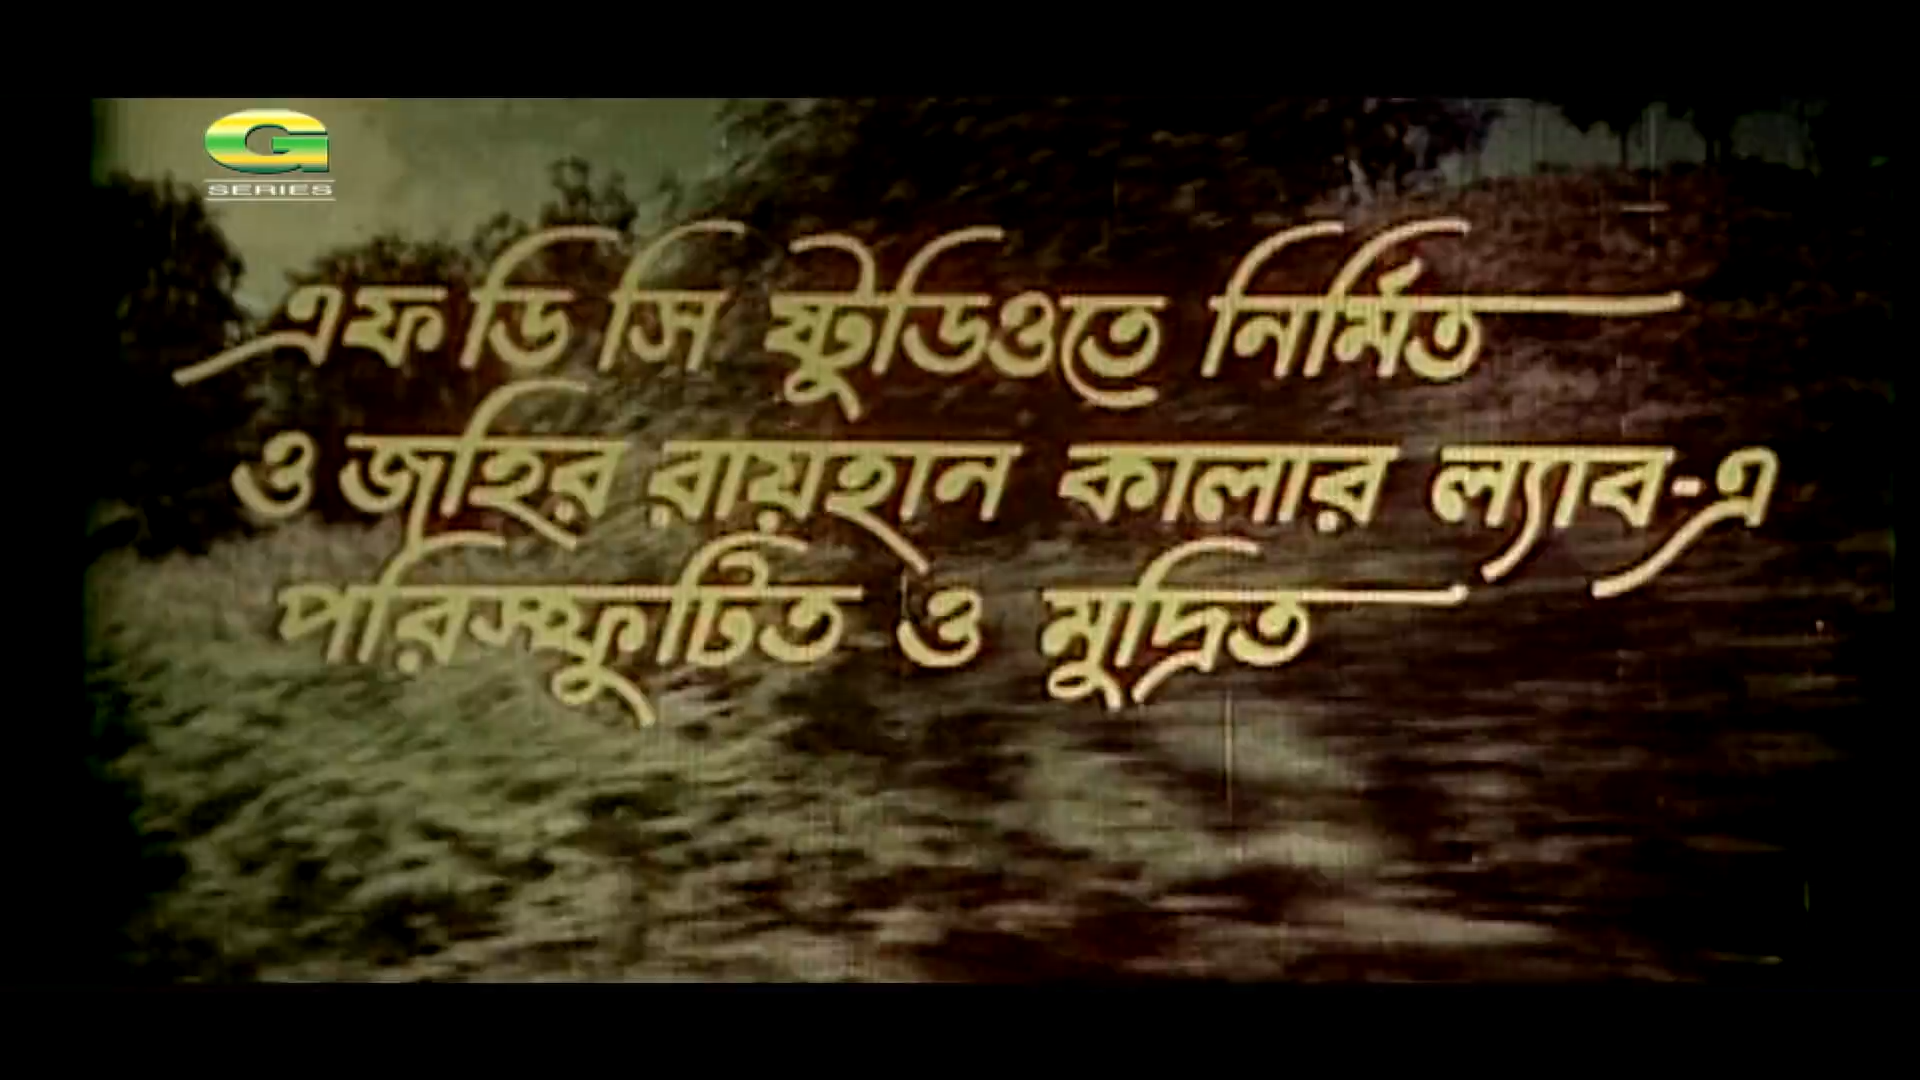 G
SERIES
এফ ডি সি ষ্টুডিওতে নির্মিত
ও জহির রায়হান কালার ল্যাব-এ
পরিস্ফুটিত ও মুদ্রিত